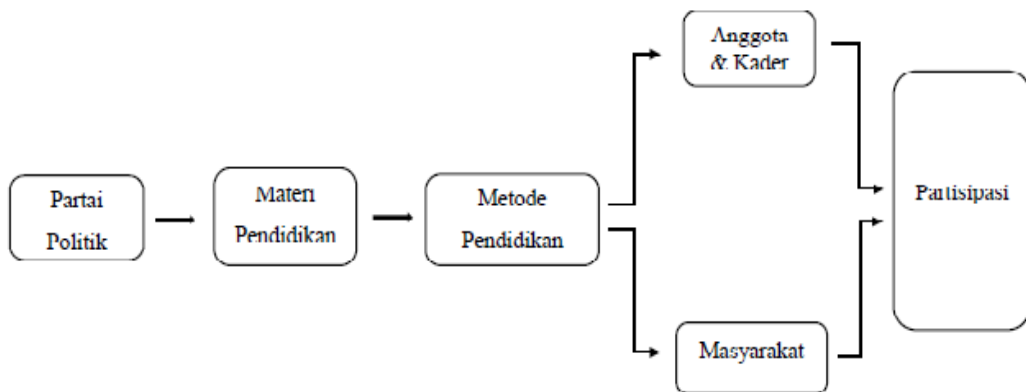 Partai
Politik
Materi
Pendidikan
Metode
Pendidikan
Anggota
& Kader
Masyarakat
Partisipasi